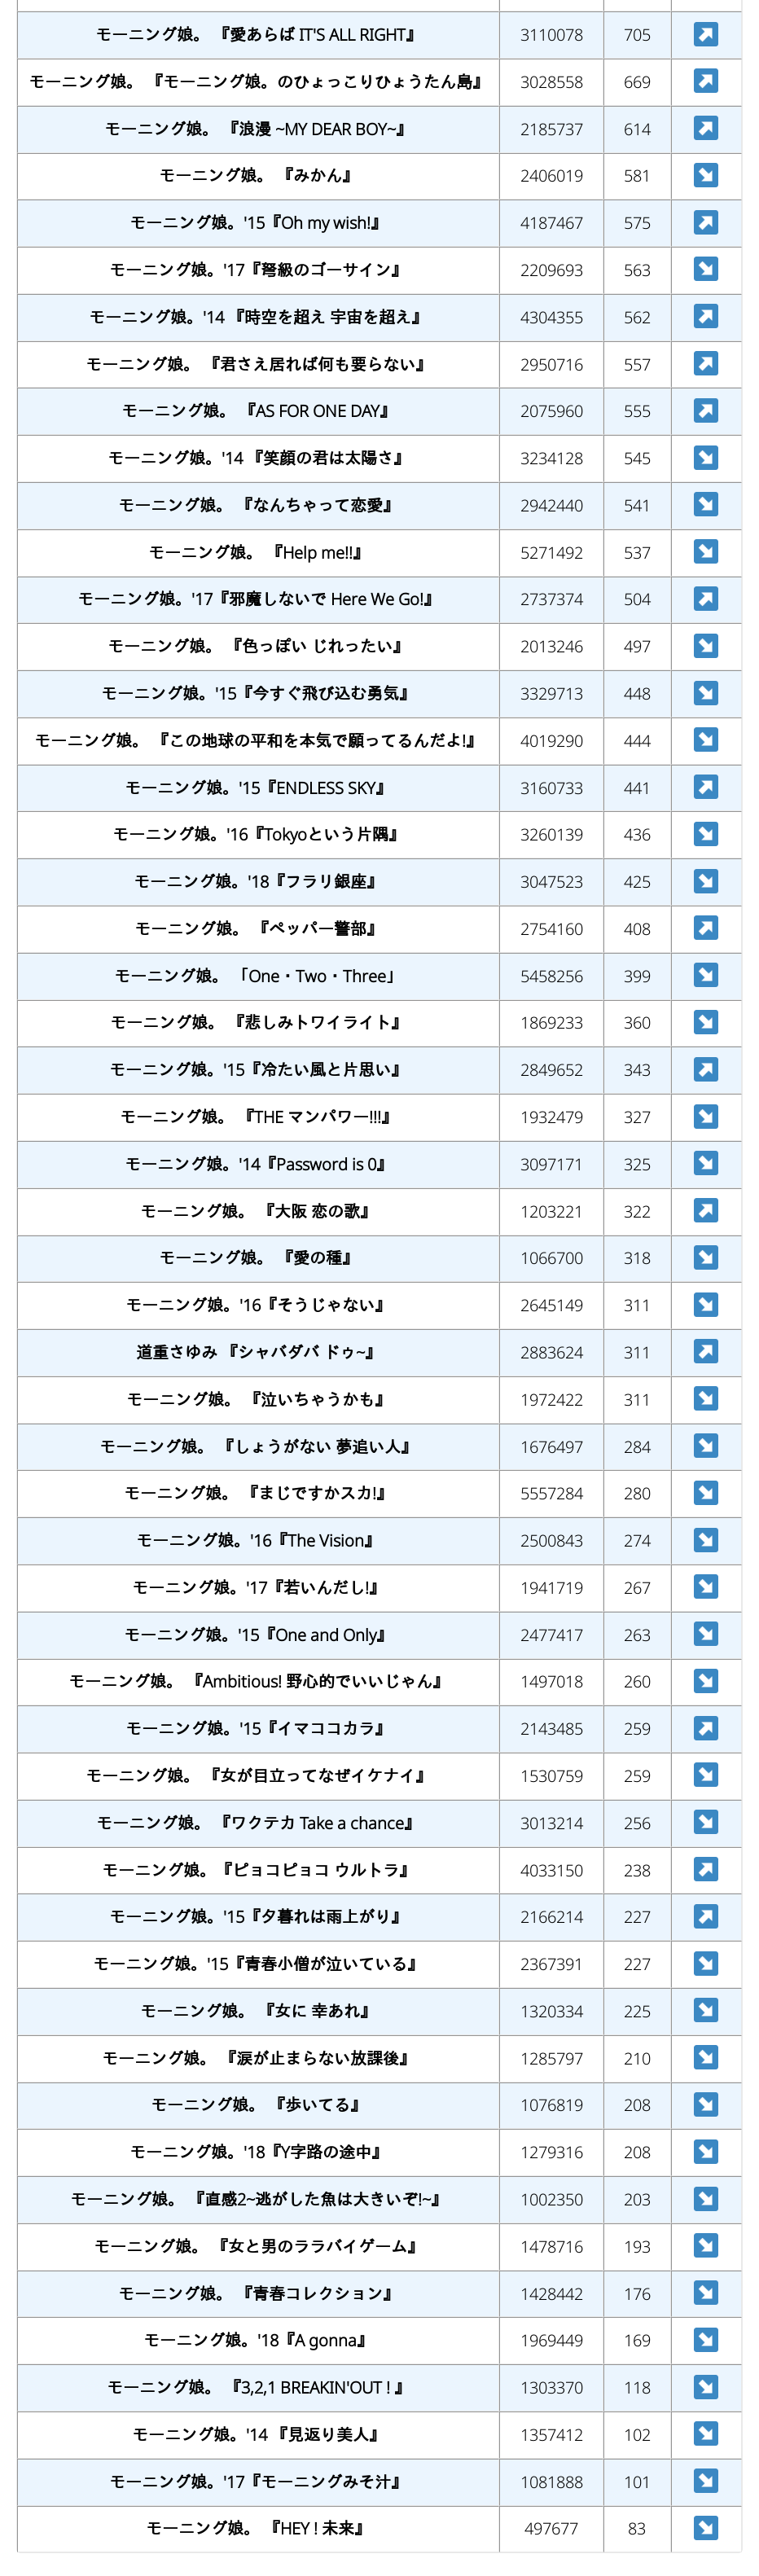 モーニング娘。 『愛あらば IT'S ALL RIGHT』 3110078 705 ↗
モーニング娘。 『モーニング娘。のひょっこりひょうたん島』 3028558 669 ↗
モーニング娘。 『浪漫 ~MY DEAR BOY~』 2185737 614 ↗
モーニング娘。 『みかん』 2406019 581 ↘
モーニング娘。'15『Oh my wish!』 4187467 575 ↗
モーニング娘。'17『弩級のゴーサイン』 2209693 563 ↘
モーニング娘。'14 『時空を超え 宇宙を超え』 4304355 562 ↗
モーニング娘。 『君さえ居れば何も要らない』 2950716 557 ↗
モーニング娘。 『AS FOR ONE DAY』 2075960 555 ↗
モーニング娘。'14 『笑顔の君は太陽さ』 3234128 545 ↘
モーニング娘。 『なんちゃって恋愛』 2942440 541 ↘
モーニング娘。 『Help me!!』 5271492 537 ↘
モーニング娘。'17『邪魔しないで Here We Go!』 2737374 504 ↗
モーニング娘。 『色っぽい じれったい』 2013246 497 ↘
モーニング娘。'15『今すぐ飛び込む勇気』 3329713 448 ↘
モーニング娘。 『この地球の平和を本気で願ってるんだよ!』 4019290 444 ↘
モーニング娘。'15『ENDLESS SKY』 3160733 441 ↗
モーニング娘。'16『Tokyoという片隅』 3260139 436 ↘
モーニング娘。'18『フラリ銀座』 3047523 425 ↘
モーニング娘。 『ペッパー警部』 2754160 408 ↗
モーニング娘。 「One・Two・Three」 5458256 399 ↘
モーニング娘。 『悲しみトワイライト』 1869233 360 ↘
モーニング娘。'15『冷たい風と片思い』 2849652 343 ↗
モーニング娘。 『THE マンパワー!!!』 1932479 327 ↘
モーニング娘。'14『Password is 0』 3097171 325 ↘
モーニング娘。 『大阪 恋の歌』 1203221 322 ↗
モーニング娘。 『愛の種』 1066700 318 ↘
モーニング娘。'16『そうじゃない』 2645149 311 ↘
道重さゆみ 『シャバダバ ドゥ~』 2883624 311 ↗
モーニング娘。 『泣いちゃうかも』 1972422 311 ↘
モーニング娘。 『しょうがない 夢追い人』 1676497 284 ↘
モーニング娘。 『まじですかスカ!』 5557284 280 ↘
モーニング娘。'16『The Vision』 2500843 274 ↘
モーニング娘。'17『若いんだし!』 1941719 267 ↘
モーニング娘。'15『One and Only』 2477417 263 ↘
モーニング娘。 『Ambitious! 野心的でいいじゃん』 1497018 260 ↘
モーニング娘。'15『イマココカラ』 2143485 259 ↗
モーニング娘。 『女が目立ってなぜイケナイ』 1530759 259 ↘
モーニング娘。 『ワクテカ Take a chance』 3013214 256 ↘
モーニング娘。『ピョコピョコ ウルトラ』 4033150 238 ↗
モーニング娘。'15『夕暮れは雨上がり』 2166214 227 ↗
モーニング娘。'15『青春小僧が泣いている』 2367391 227 ↘
モーニング娘。 『女に 幸あれ』 1320334 225 ↘
モーニング娘。 『涙が止まらない放課後』 1285797 210 ↘
モーニング娘。 『歩いてる』 1076819 208 ↘
モーニング娘。'18『Y字路の途中』 1279316 208 ↘
モーニング娘。 『直感2~逃がした魚は大きいぞ!~』 1002350 203 ↘
モーニング娘。 『女と男のララバイゲーム』 1478716 193 ↘
モーニング娘。 『青春コレクション』 1428442 176 ↘
モーニング娘。'18『A gonna』 1969449 169 ↘
モーニング娘。 『3,2,1 BREAKIN'OUT ! 』 1303370 118 ↘
モーニング娘。'14 『見返り美人』 1357412 102 ↘
モーニング娘。'17『モーニングみそ汁』 1081888 101 ↘
モーニング娘。 『HEY ! 未来』 497677 83 ↘